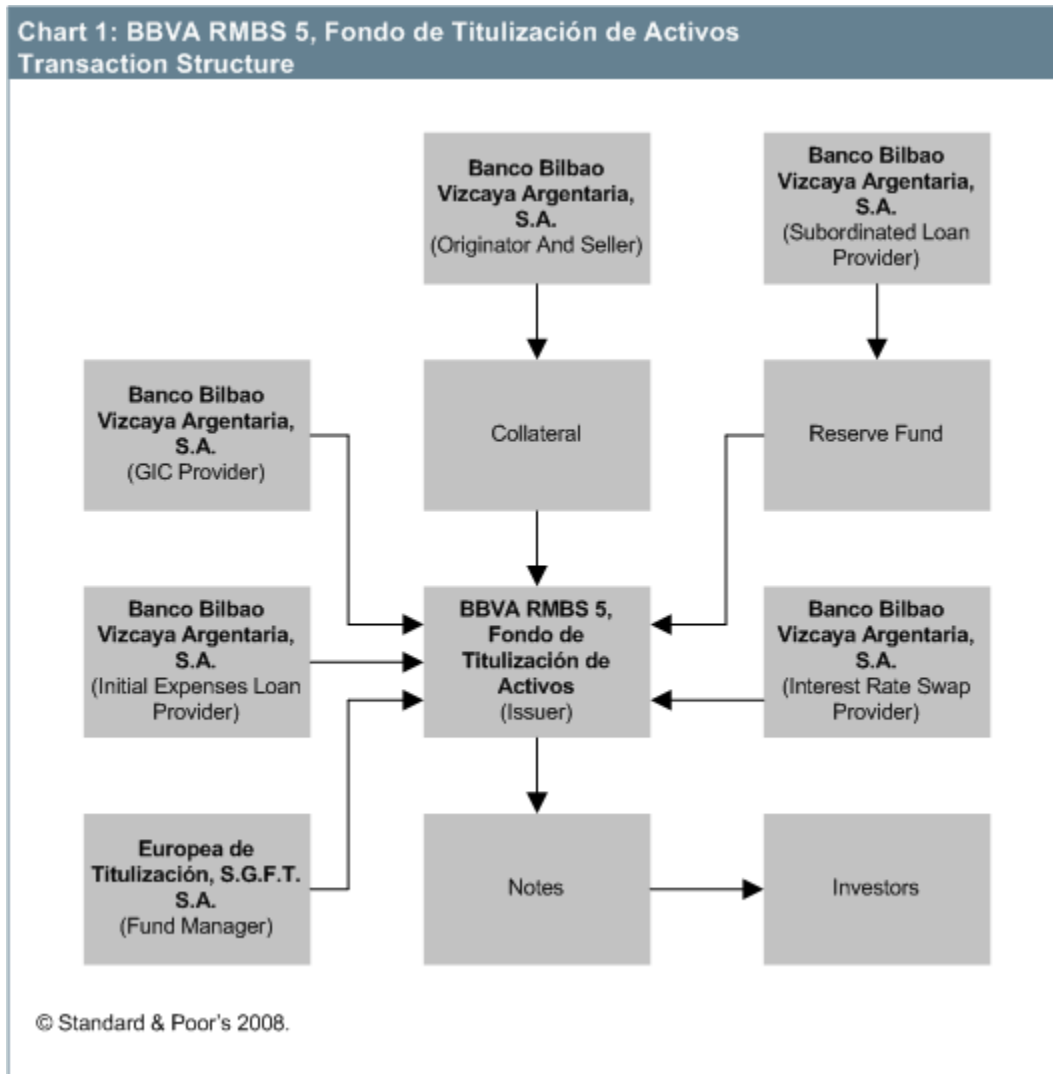 Chart 1: BBVA RMBS 5, Fondo de Titulización de Activos
Transaction Structure
Banco Bilbao
Vizcaya Argentaria,
S.A.
(Originator And Seller)
Banco Bilbao
Vizcaya Argentaria,
S.A.
(Subordinated Loan
Provider)
Banco Bilbao
Vizcaya Argentaria,
S.A.
(GIC Provider)
Collateral
Reserve Fund
Banco Bilbao
Vizcaya Argentaria,
S.A.
(Initial Expenses Loan
Provider)
BBVA RMBS 5,
Fondo de
Titulización de
Activos
(Issuer)
Banco Bilbao
Vizcaya Argentaria,
S.A.
(Interest Rate Swap
Provider)
Europea de
Titulización, S.G.F.T.
S.A.
(Fund Manager)
Notes
Investors
© Standard & Poor's 2008.